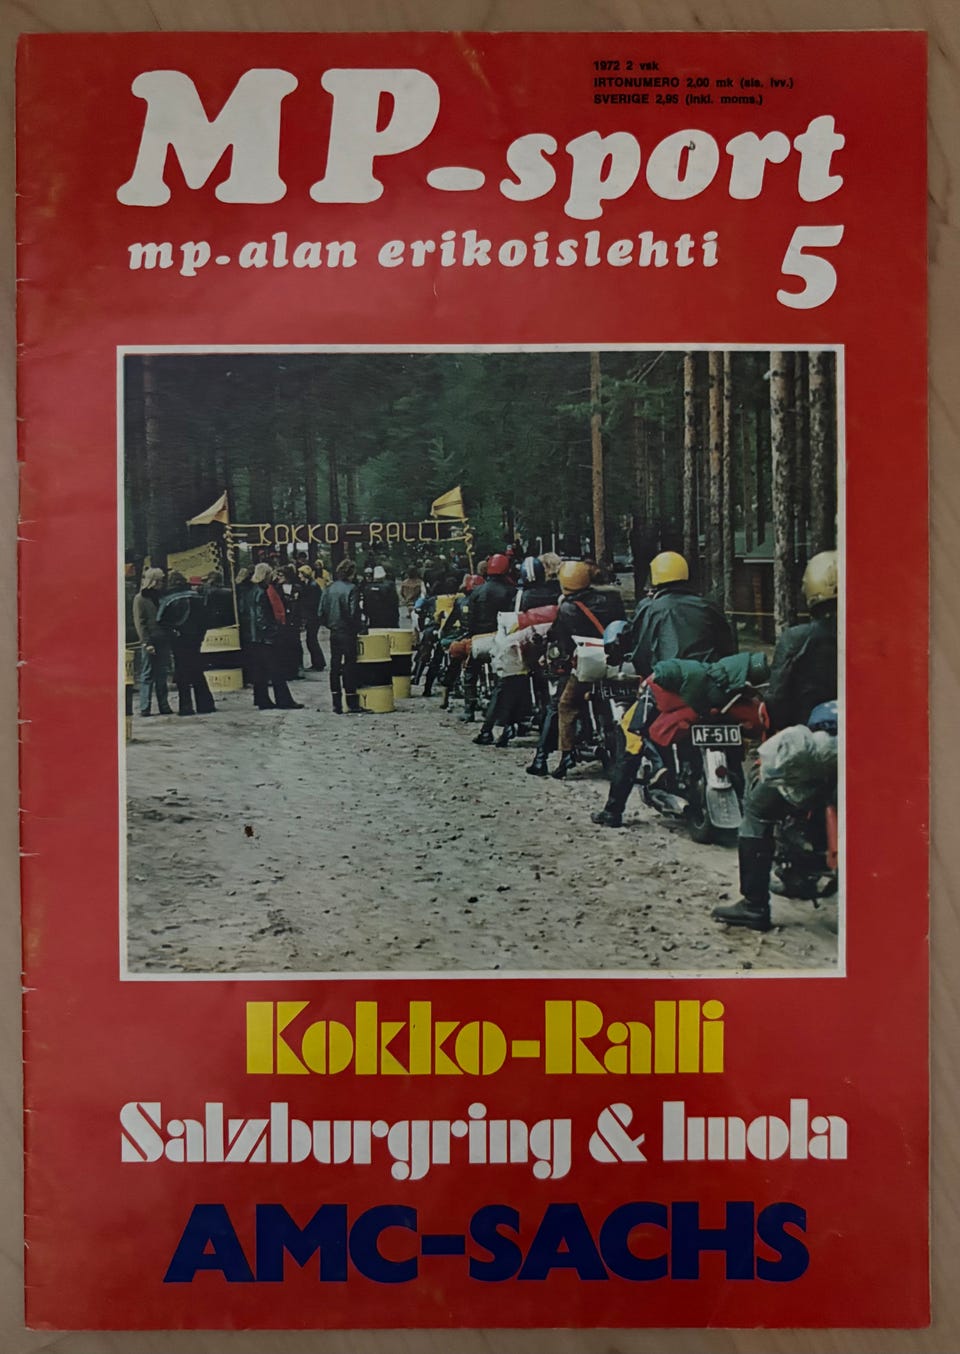 1972 2 vsk
IRTONUMERO 2,00 mk (sis. lvv.)
SVERIGE 2,95 (inkl. moms.)
MP-sport
mp-alan erikoislehti
5
KOKKO-RALLI
AF-510
Kokko-Ralli
Salzburgring & Imola
AMC-SACHS